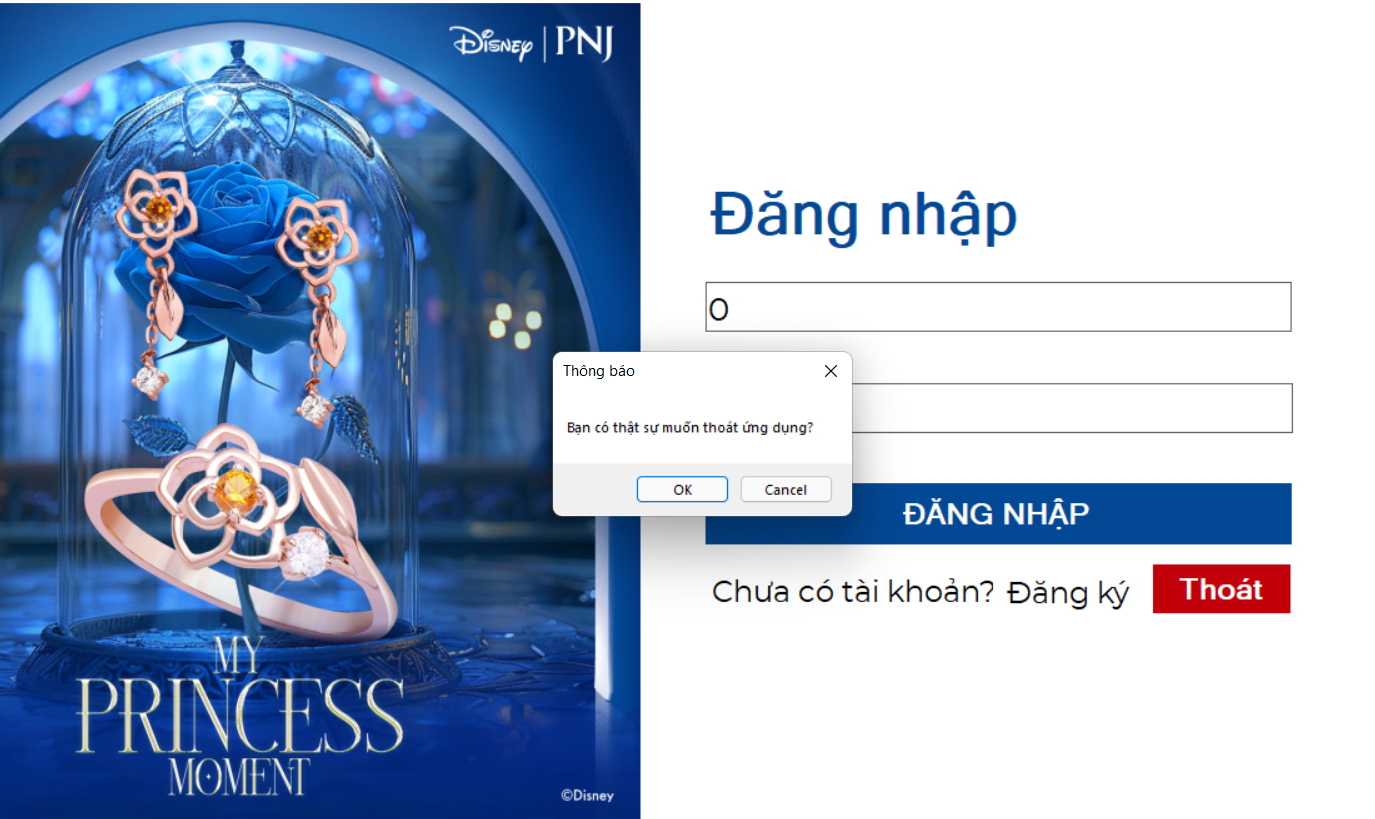 Disney | PNJ
MY
PRINCESS
MOMENT
©Disney
Đăng nhập
0
Thông báo
Bạn có thật sự muốn thoát ứng dụng?
OK
Cancel
ĐĂNG NHẬP
Chưa có tài khoản? Đăng ký
Thoát